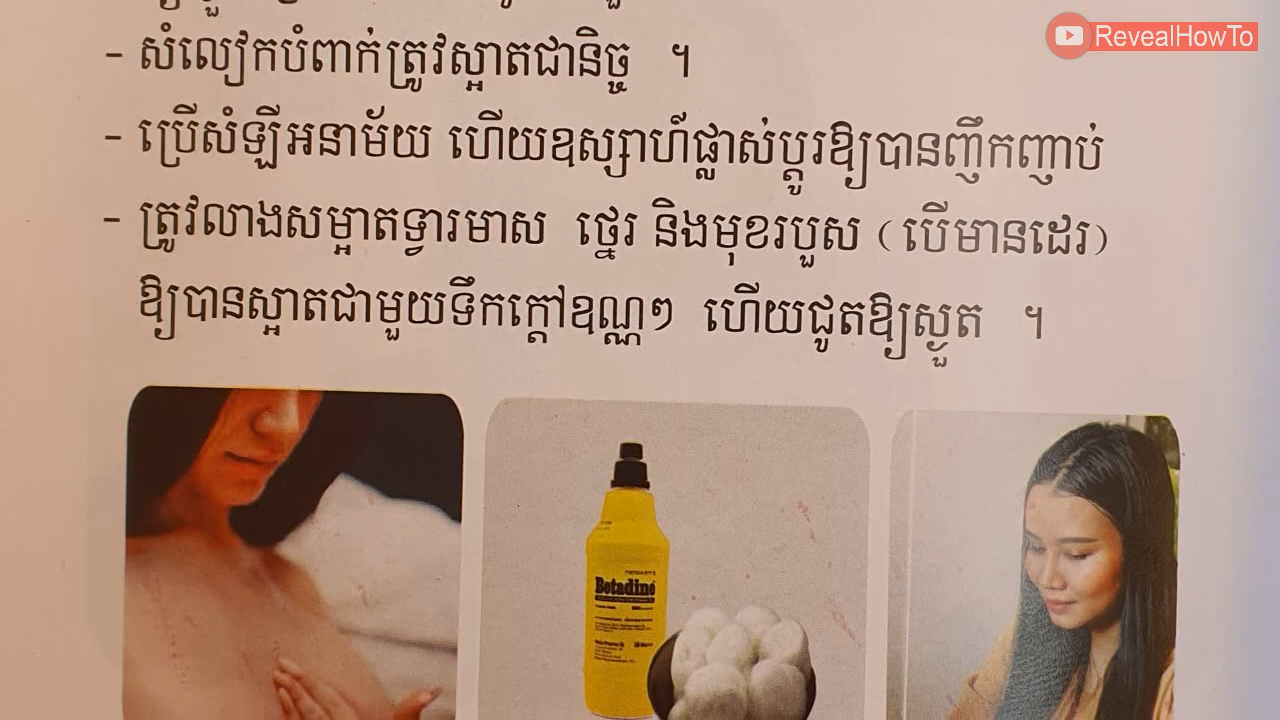 RevealHowTo
- សំលៀកបំពាក់ត្រូវស្អាតជានិច្ច ។
- ប្រើសំឡីអនាម័យ ហើយឧស្សាហ៍ផ្លាស់ប្ដូរឱ្យបានញឹកញាប់
- ត្រូវលាងសម្អាតទ្វារមាស ថ្នេរ និងមុខរបួស (បើមានដេរ)
ឱ្យបានស្អាតជាមួយទឹកក្ដៅឧណ្ណៗ ហើយជូតឱ្យស្ងួត ។
Betadine